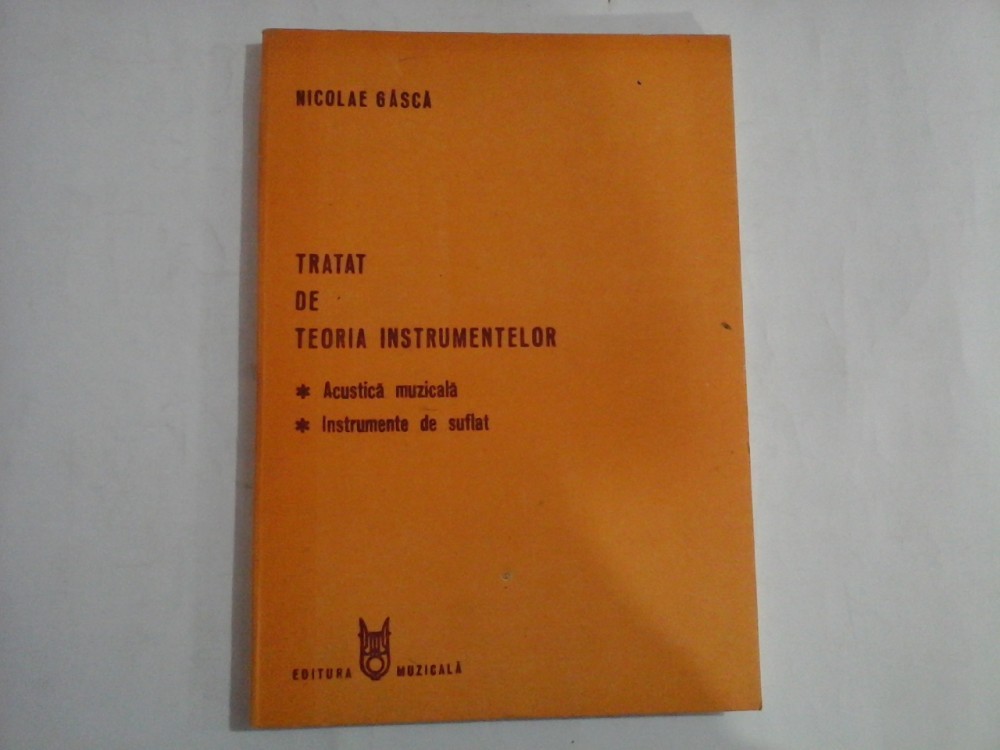 NICOLAE GÂSCĂ
TRATAT
DE
TEORIA INSTRUMENTELOR
* Acustică muzicală
* Instrumente de suflat
EDITURA MUZICALĂ